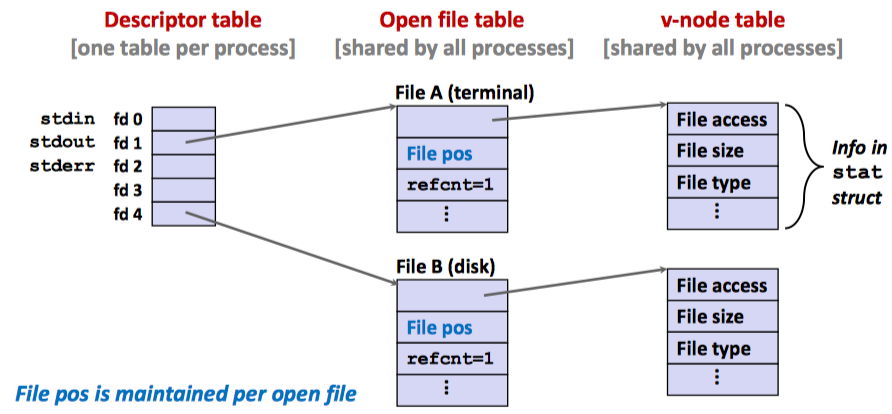 Descriptor table
[one table per process]
Open file table
[shared by all processes]
v-node table
[shared by all processes]
stdin fd 0
stdout fd 1
stderr fd 2
fd 3
fd 4
File A (terminal)
File pos
refcnt=1
⋮
File access
File size
File type
⋮
Info in
stat
struct
File B (disk)
File pos
refcnt=1
⋮
File access
File size
File type
⋮
File pos is maintained per open file